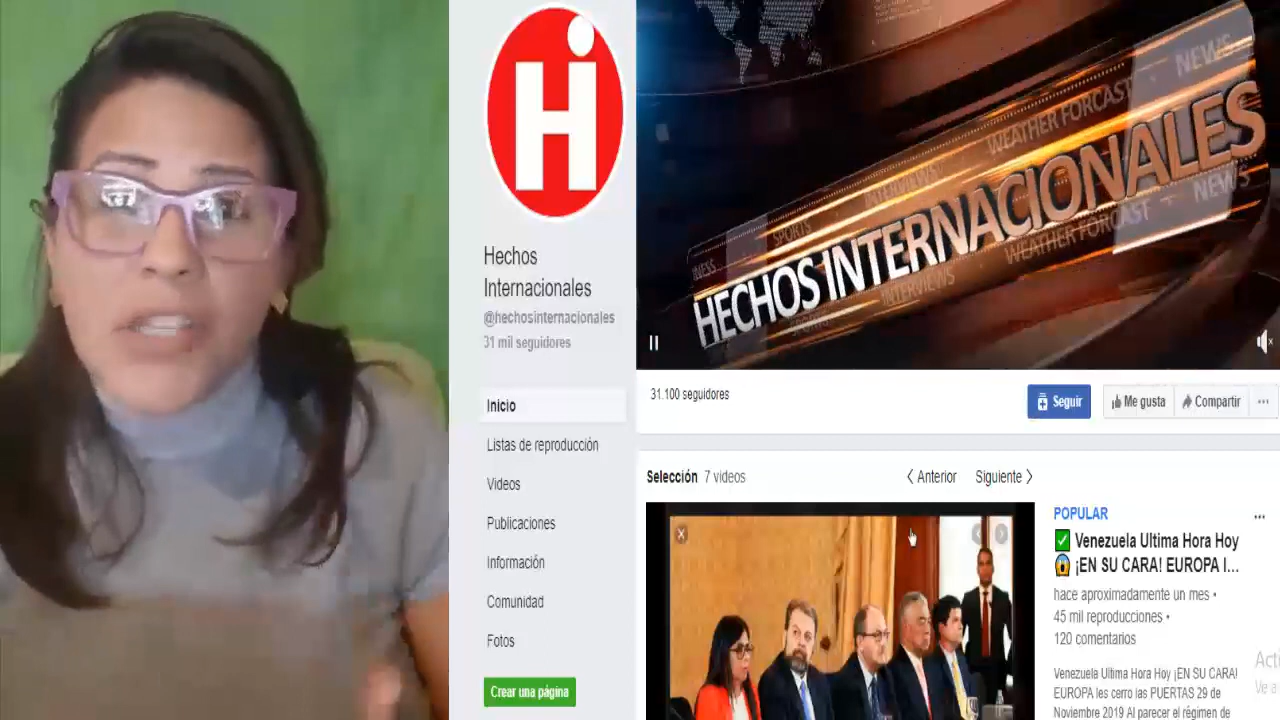 Hi
Hechos
Internacionales
@hechosinternacionales
31 mil seguidores
Inicio
Listas de reproducción
Videos
Publicaciones
Información
Comunidad
Fotos
Crear una página
NEWS
WEATHER FORCAST
INTERVIEWS
SPORTS
HECHOS INTERNACIONALES
NEWS
WEATHER FORCAST
INTERVIEWS
31.100 seguidores
Seguir
Me gusta
Compartir
Selección 7 videos
Anterior
Siguiente
POPULAR
Venezuela Ultima Hora Hoy
¡EN SU CARA! EUROPA l...
hace aproximadamente un mes •
45 mil reproducciones •
120 comentarios
Venezuela Ultima Hora Hoy ¡EN SU CARA!
EUROPA les cerro las PUERTAS 29 de
Noviembre 2019 Al parecer el régimen de